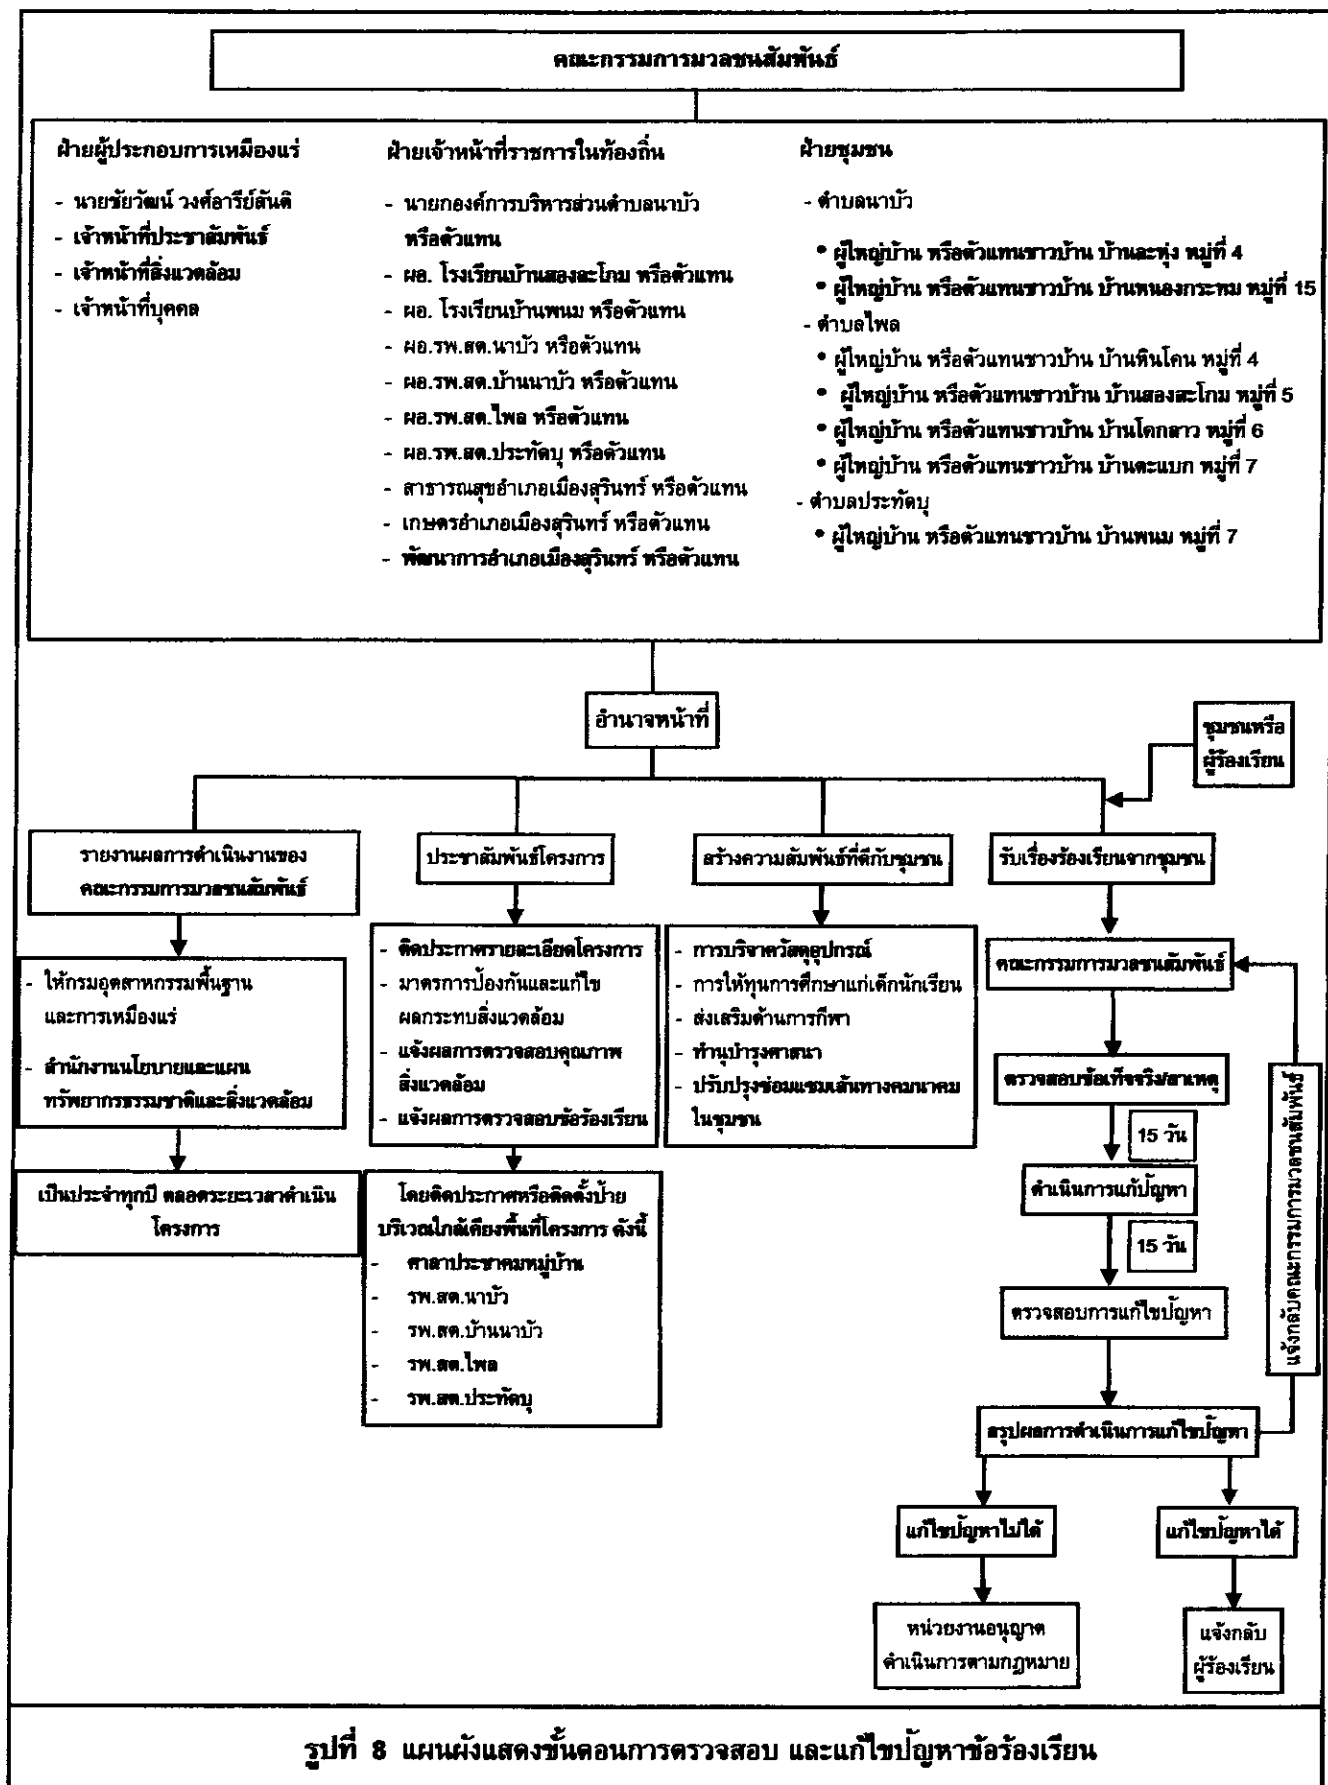 คณะกรรมการมวลชนสัมพันธ์
ฝ่ายผู้ประกอบการเหมืองแร่
- นายชัยวัฒน์ วงศ์อารีย์สันติ
- เจ้าหน้าที่ประชาสัมพันธ์
- เจ้าหน้าที่สิ่งแวดล้อม
- เจ้าหน้าที่บุคคล
ฝ่ายเจ้าหน้าที่ราชการในท้องถิ่น
- นายกองค์การบริหารส่วนตำบลนาบัว
หรือตัวแทน
- ผอ. โรงเรียนบ้านสองสะโกม หรือตัวแทน
- ผอ. โรงเรียนบ้านพนม หรือตัวแทน
- ผอ.รพ.สต.นาบัว หรือตัวแทน
- ผอ.รพ.สต.บ้านนาบัว หรือตัวแทน
- ผอ.รพ.สต.ไพล หรือตัวแทน
- ผอ.รพ.สต.ประทัดบุ หรือตัวแทน
- สาธารณสุขอำเภอเมืองสุรินทร์ หรือตัวแทน
- เกษตรอำเภอเมืองสุรินทร์ หรือตัวแทน
- พัฒนาการอำเภอเมืองสุรินทร์ หรือตัวแทน
ฝ่ายชุมชน
- ตำบลนาบัว
• ผู้ใหญ่บ้าน หรือตัวแทนชาวบ้าน บ้านละหุ่ง หมู่ที่ 4
• ผู้ใหญ่บ้าน หรือตัวแทนชาวบ้าน บ้านหนองกระทม หมู่ที่ 15
- ตำบลไพล
• ผู้ใหญ่บ้าน หรือตัวแทนชาวบ้าน บ้านหินโคน หมู่ที่ 4
• ผู้ใหญ่บ้าน หรือตัวแทนชาวบ้าน บ้านสองสะโกม หมู่ที่ 5
• ผู้ใหญ่บ้าน หรือตัวแทนชาวบ้าน บ้านโคกลาว หมู่ที่ 6
• ผู้ใหญ่บ้าน หรือตัวแทนชาวบ้าน บ้านตะแบก หมู่ที่ 7
- ตำบลประทัดบุ
• ผู้ใหญ่บ้าน หรือตัวแทนชาวบ้าน บ้านพนม หมู่ที่ 7
อำนาจหน้าที่
ชุมชนหรือ
ผู้ร้องเรียน
รายงานผลการดำเนินงานของ
คณะกรรมการมวลชนสัมพันธ์
- ให้กรมอุตสาหกรรมพื้นฐาน
และการเหมืองแร่
- สำนักงานนโยบายและแผน
ทรัพยากรธรรมชาติและสิ่งแวดล้อม
เป็นประจำทุกปี ตลอดระยะเวลาดำเนิน
โครงการ
ประชาสัมพันธ์โครงการ
- ติดประกาศรายละเอียดโครงการ
- มาตรการป้องกันและแก้ไข
ผลกระทบสิ่งแวดล้อม
- แจ้งผลการตรวจสอบคุณภาพ
สิ่งแวดล้อม
- แจ้งผลการตรวจสอบข้อร้องเรียน
โดยติดประกาศหรือติดตั้งป้าย
บริเวณใกล้เคียงพื้นที่โครงการ ดังนี้
- ศาลาประชาคมหมู่บ้าน
- รพ.สต.นาบัว
- รพ.สต.บ้านนาบัว
- รพ.สต.ไพล
- รพ.สต.ประทัดบุ
สร้างความสัมพันธ์ที่ดีกับชุมชน
- การบริจาควัสดุอุปกรณ์
- การให้ทุนการศึกษาแก่เด็กนักเรียน
- ส่งเสริมด้านการกีฬา
- ทำนุบำรุงศาสนา
- ปรับปรุงซ่อมแซมเส้นทางคมนาคม
ในชุมชน
รับเรื่องร้องเรียนจากชุมชน
คณะกรรมการมวลชนสัมพันธ์
ตรวจสอบข้อเท็จจริง/สาเหตุ
15 วัน
ดำเนินการแก้ปัญหา
15 วัน
ตรวจสอบการแก้ไขปัญหา
สรุปผลการดำเนินการแก้ไขปัญหา
แจ้งกลับคณะกรรมการมวลชนสัมพันธ์
แก้ไขปัญหาไม่ได้
แก้ไขปัญหาได้
หน่วยงานอนุญาต
ดำเนินการตามกฎหมาย
แจ้งกลับ
ผู้ร้องเรียน
รูปที่ 8 แผนผังแสดงขั้นตอนการตรวจสอบ และแก้ไขปัญหาข้อร้องเรียน